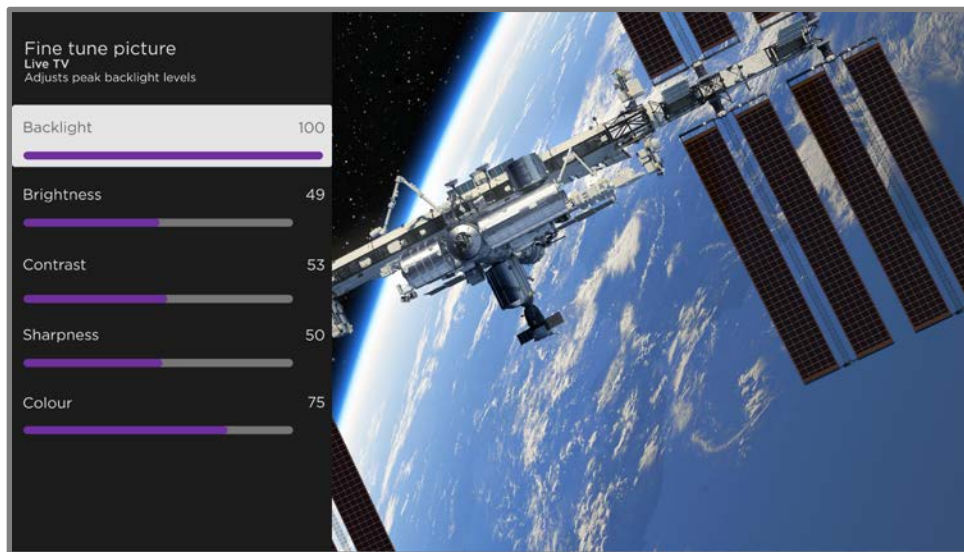 Fine tune picture
Live TV
Adjusts peak backlight levels
Backlight 100
Brightness 49
Contrast 53
Sharpness 50
Colour 75